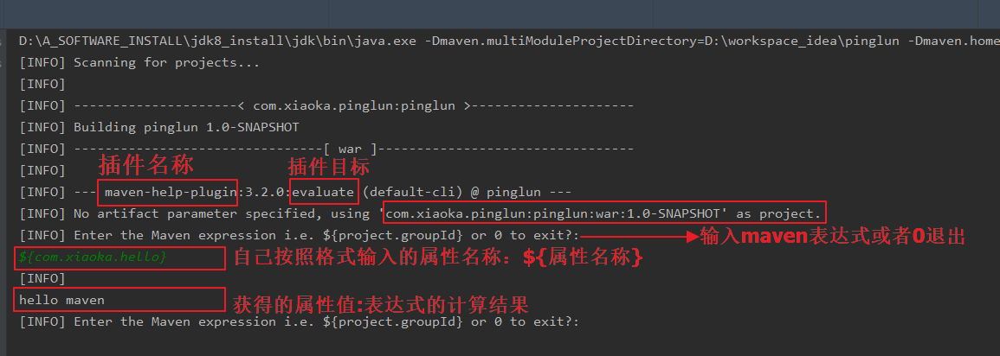 D:\A_SOFTWARE_INSTALL\jdk8_install\jdk\bin\java.exe -Dmaven.multiModuleProjectDirectory=D:\workspace_idea\pinglun -Dmaven.home
[INFO] Scanning for projects...
[INFO]
[INFO] ---------------------< com.xiaoka.pinglun:pinglun >---------------------
[INFO] Building pinglun 1.0-SNAPSHOT
[INFO] --------------------------------[ war ]---------------------------------
插件名称 插件目标
[INFO]
[INFO] --- maven-help-plugin:3.2.0:evaluate (default-cli) @ pinglun ---
[INFO] No artifact parameter specified, using 'com.xiaoka.pinglun:pinglun:war:1.0-SNAPSHOT' as project.
[INFO] Enter the Maven expression i.e. ${project.groupId} or 0 to exit?: 输入maven表达式或者0退出
${com.xiaoka.hello} 自己按照格式输入的属性名称：${属性名称}
[INFO]
hello maven 获得的属性值:表达式的计算结果
[INFO] Enter the Maven expression i.e. ${project.groupId} or 0 to exit?: